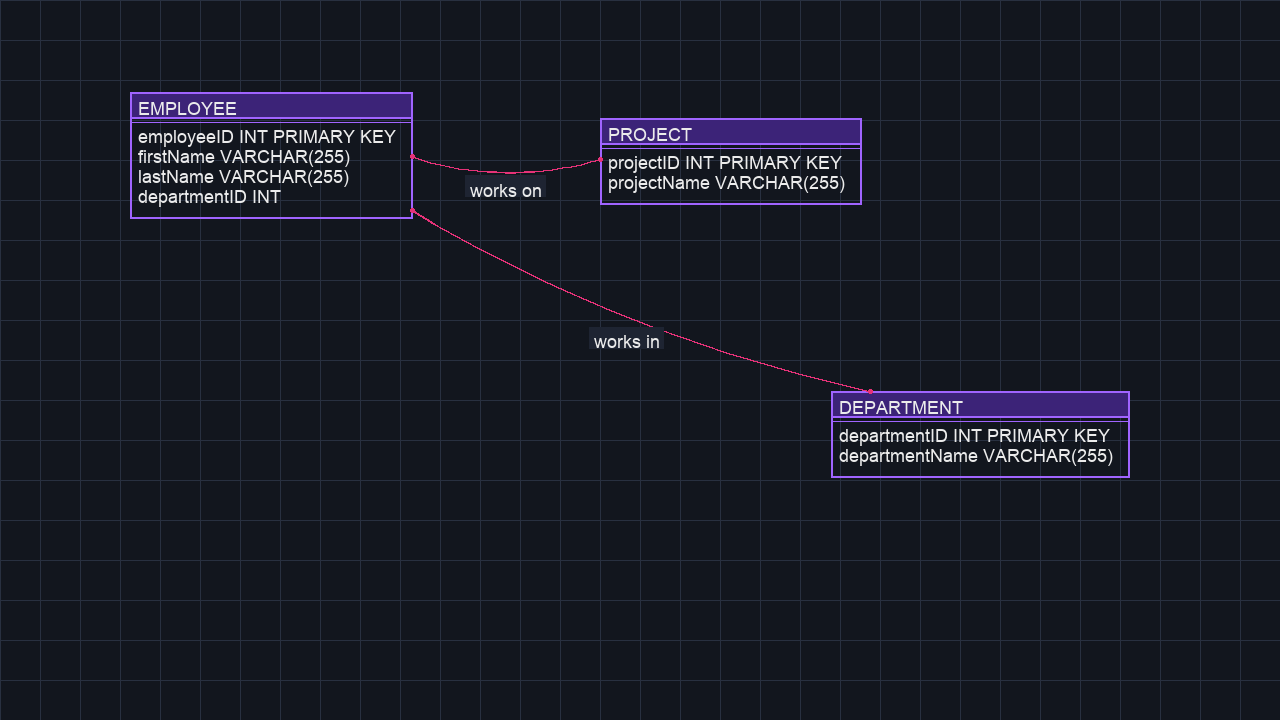 EMPLOYEE
employeeID INT PRIMARY KEY
firstName VARCHAR(255)
lastName VARCHAR(255)
departmentID INT
works on
PROJECT
projectID INT PRIMARY KEY
projectName VARCHAR(255)
works in
DEPARTMENT
departmentID INT PRIMARY KEY
departmentName VARCHAR(255)